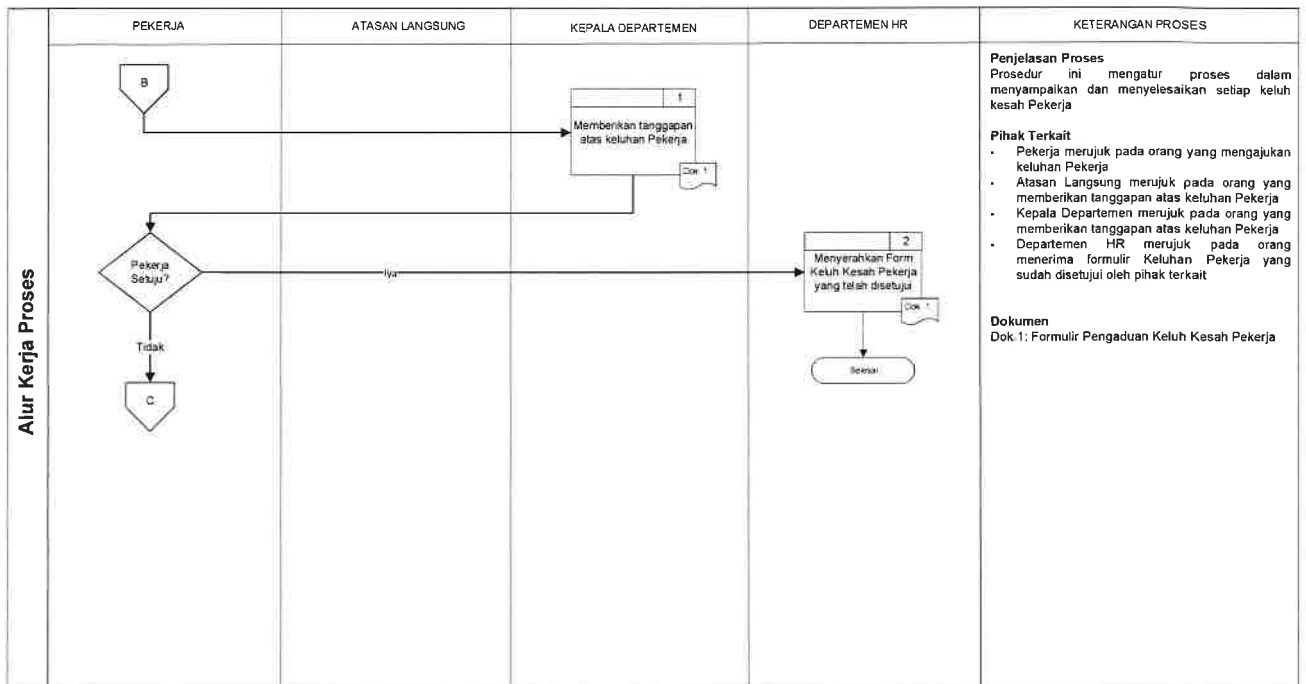 PEKERJA
ATASAN LANGSUNG
KEPALA DEPARTEMEN
DEPARTEMEN HR
KETERANGAN PROSES
Alur Kerja Proses
B
1
Memberikan tanggapan
atas keluhan Pekerja
Dok. 1
Pekerja
Setuju?
Iya
2
Menyerahkan Form
Keluh Kesah Pekerja
yang telah disetujui
Dok. 1
Selesai
Tidak
C
Penjelasan Proses
Prosedur ini mengatur proses dalam
menyampaikan dan menyelesaikan setiap keluh
kesah Pekerja
Pihak Terkait
- Pekerja merujuk pada orang yang mengajukan
keluhan Pekerja
- Atasan Langsung merujuk pada orang yang
memberikan tanggapan atas keluhan Pekerja
- Kepala Departemen merujuk pada orang yang
memberikan tanggapan atas keluhan Pekerja
- Departemen HR merujuk pada orang
menerima formulir Keluhan Pekerja yang
sudah disetujui oleh pihak terkait
Dokumen
Dok 1: Formulir Pengaduan Keluh Kesah Pekerja